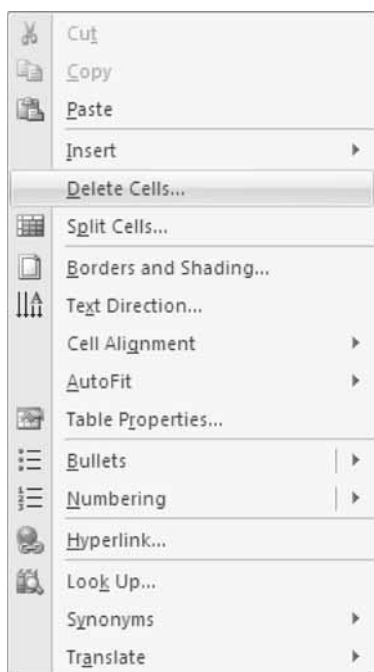 Cut
Copy
Paste
Insert
Delete Cells...
Split Cells...
Borders and Shading...
Text Direction...
Cell Alignment
AutoFit
Table Properties...
Bullets
Numbering
Hyperlink...
Look Up...
Synonyms
Translate